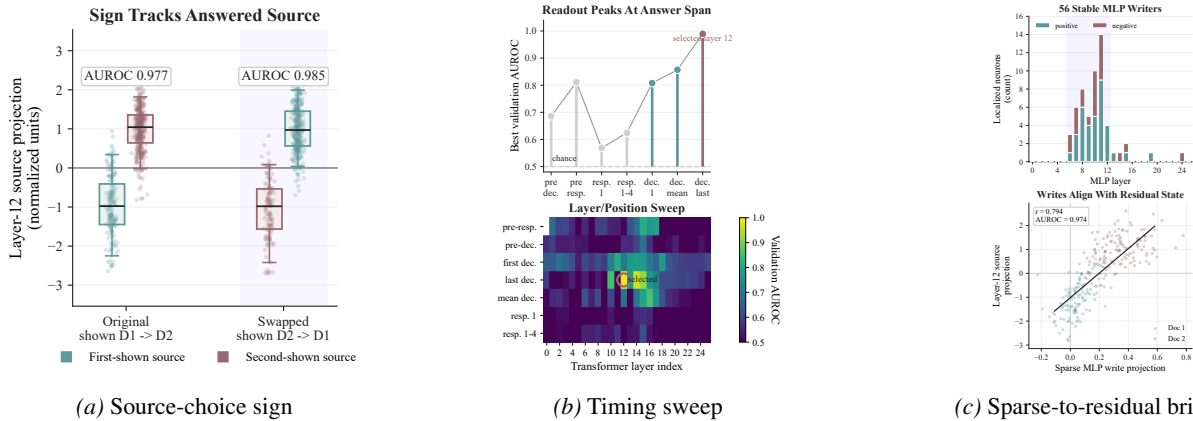 Sign Tracks Answered Source
Layer-12 source projection
(normalized units)
3
2
1
0
−1
−2
−3
AUROC 0.977
AUROC 0.985
Original
shown D1 -> D2
Swapped
shown D2 -> D1
First-shown source
Second-shown source
(a) Source-choice sign
Readout Peaks At Answer Span
Best validation AUROC
1.0
0.9
0.8
0.7
0.6
0.5
selected layer 12
chance
pre
dec.
pre
resp.
resp.
1
resp.
1-4
dec.
1
dec.
mean
dec.
last
Layer/Position Sweep
pre-resp.
pre-dec.
first dec.
last dec.
mean dec.
resp. 1
resp. 1-4
selected
0 2 4 6 8 10 12 14 16 18 20 22 24
Transformer layer index
1.0
0.9
0.8
0.7
0.6
0.5
Validation AUROC
(b) Timing sweep
56 Stable MLP Writers
positive
negative
Localized neurons
(count)
16
14
12
10
8
6
4
2
0
0 8 16 24
MLP layer
Writes Align With Residual State
r = 0.794
AUROC = 0.974
Layer-12 source
projection
3
2
1
0
−1
−2
−3
Doc 1
Doc 2
−0.2 0.0 0.2 0.4 0.6 0.8
Sparse MLP write projection
(c) Sparse-to-residual bri